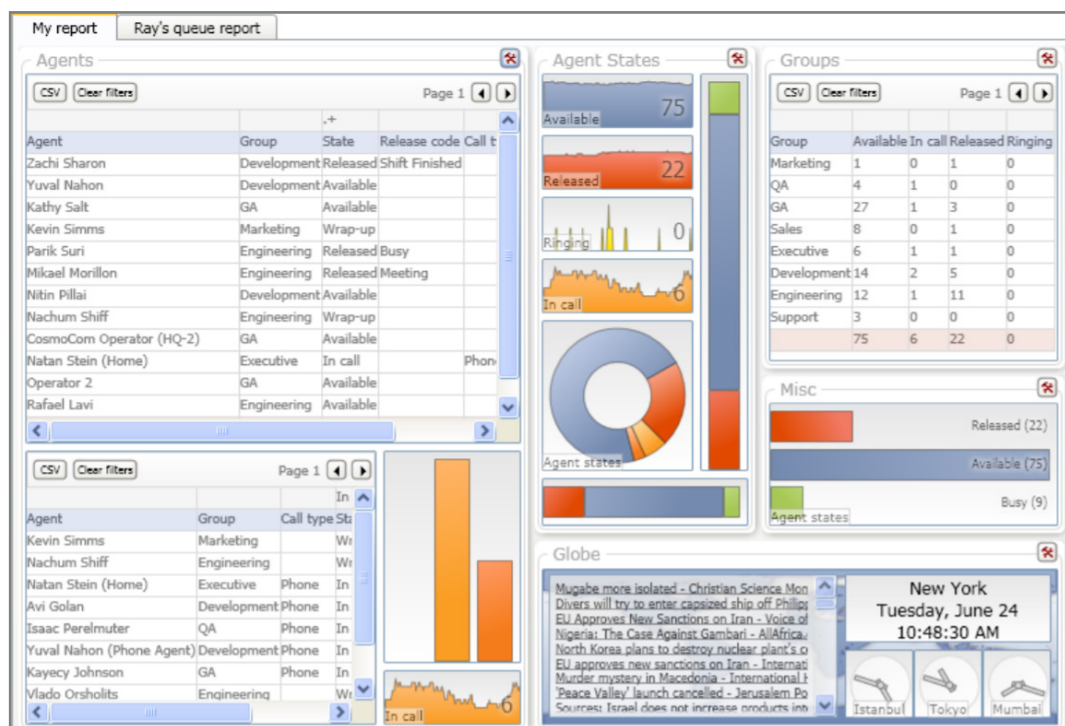 My report Ray's queue report
Agents
CSV Clear filters Page 1
.+
Agent Group State Release code Call t
Zachi Sharon Development Released Shift Finished
Yuval Nahon Development Available
Kathy Salt GA Available
Kevin Simms Marketing Wrap-up
Parik Suri Engineering Released Busy
Mikael Morillon Engineering Released Meeting
Nitin Pillai Development Available
Nachum Shiff Engineering Wrap-up
CosmoCom Operator (HQ-2) GA Available
Natan Stein (Home) Executive In call Phon
Operator 2 GA Available
Rafael Lavi Engineering Available
CSV Clear filters Page 1
In
Agent Group Call type Sta
Kevin Simms Marketing Wr
Nachum Shiff Engineering Wr
Natan Stein (Home) Executive Phone In
Avi Golan Development Phone In
Isaac Perelmuter QA Phone In
Yuval Nahon (Phone Agent) Development Phone In
Kayecy Johnson GA Phone In
Vlado Orsholits Engineering Wr
In call 6
Agent States
75
Available
22
Released
0
Ringing
6
In call
Agent states
Groups
CSV Clear filters Page 1
Group Available In call Released Ringing
Marketing 1 0 1 0
QA 4 1 0 0
GA 27 1 3 0
Sales 8 0 1 0
Executive 6 1 1 0
Development 14 2 5 0
Engineering 12 1 11 0
Support 3 0 0 0
75 6 22 0
Misc
Released (22)
Available (75)
Busy (9)
Agent states
Globe
Mugabe more isolated - Christian Science Mon
Divers will try to enter capsized ship off Philipp
EU Approves New Sanctions on Iran - Voice of
Nigeria: The Case Against Gambari - AllAfrica.
North Korea plans to destroy nuclear plant's co
EU approves new sanctions on Iran - Internati
Murder mystery in Macedonia - International H
'Peace Valley' launch cancelled - Jerusalem Po
Sources: Israel does not increase products int
New York
Tuesday, June 24
10:48:30 AM
Istanbul Tokyo Mumbai